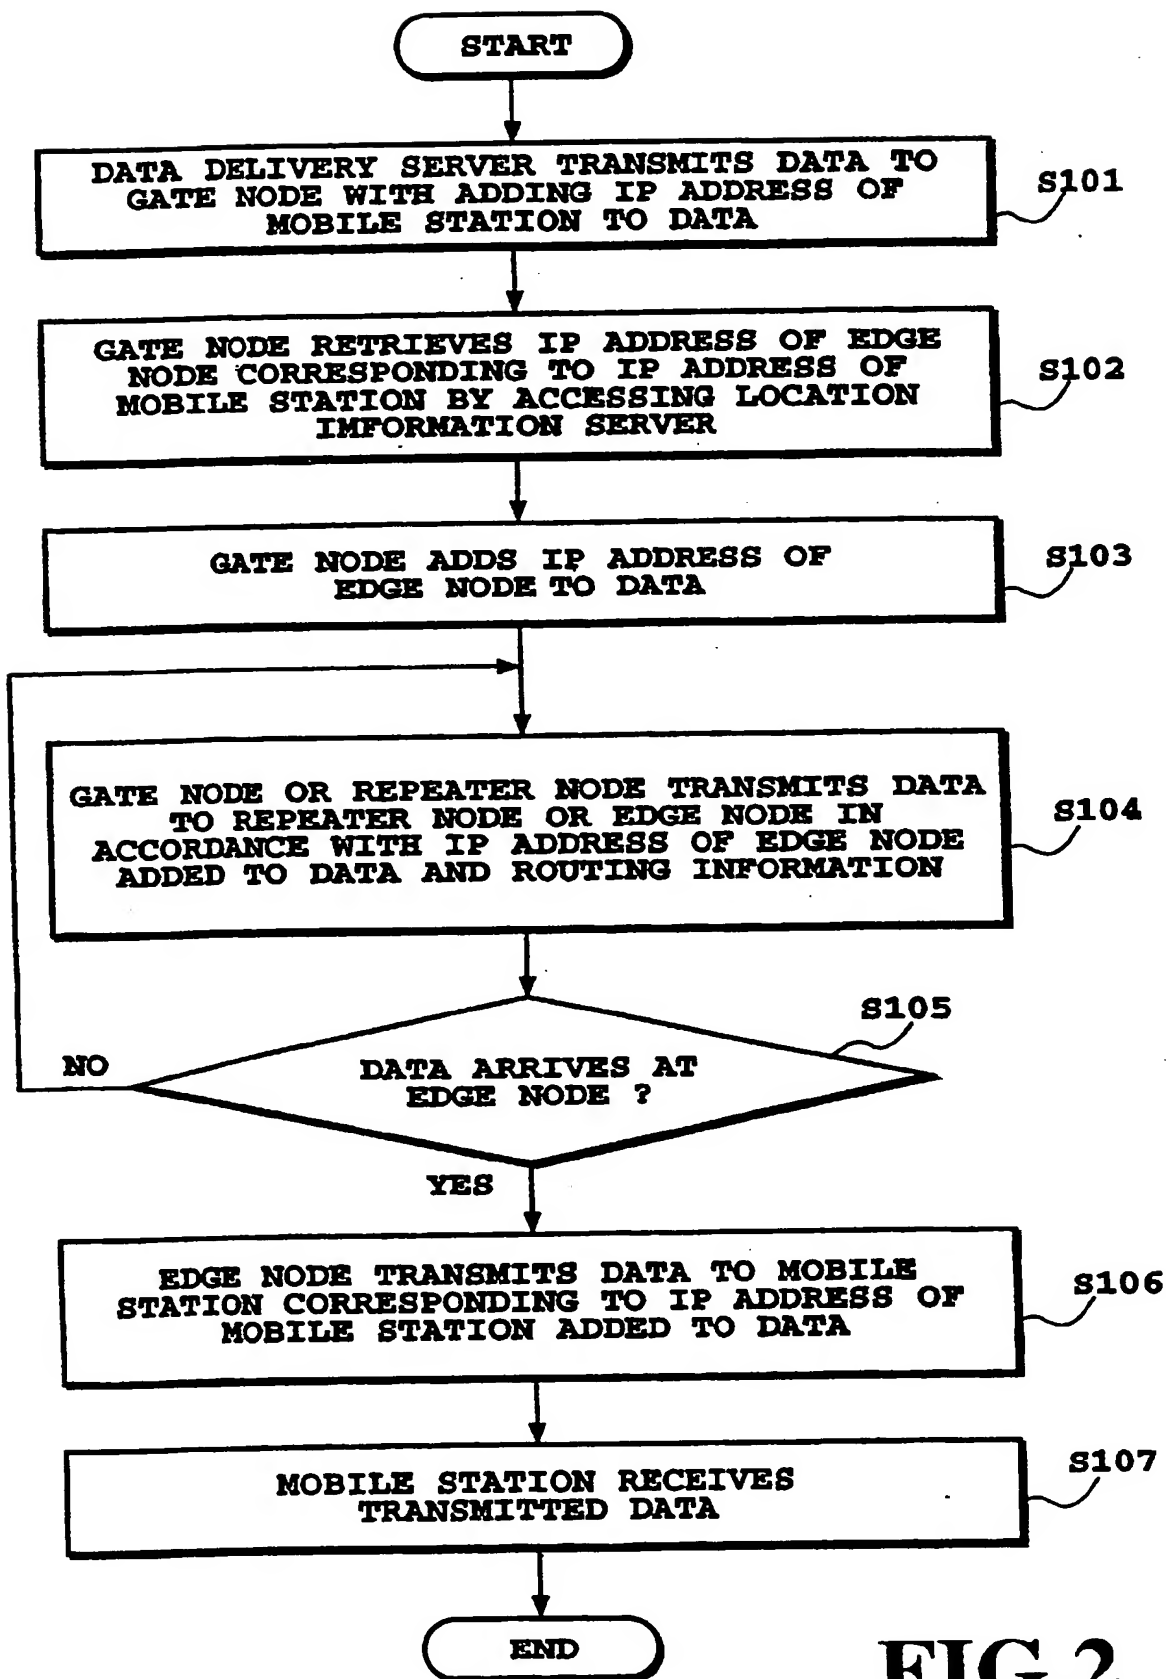 START
DATA DELIVERY SERVER TRANSMITS DATA TO
GATE NODE WITH ADDING IP ADDRESS OF
MOBILE STATION TO DATA
S101
GATE NODE RETRIEVES IP ADDRESS OF EDGE
NODE CORRESPONDING TO IP ADDRESS OF
MOBILE STATION BY ACCESSING LOCATION
IMFORMATION SERVER
S102
GATE NODE ADDS IP ADDRESS OF
EDGE NODE TO DATA
S103
GATE NODE OR REPEATER NODE TRANSMITS DATA
TO REPEATER NODE OR EDGE NODE IN
ACCORDANCE WITH IP ADDRESS OF EDGE NODE
ADDED TO DATA AND ROUTING INFORMATION
S104
S105
DATA ARRIVES AT
EDGE NODE ?
NO
YES
EDGE NODE TRANSMITS DATA TO MOBILE
STATION CORRESPONDING TO IP ADDRESS OF
MOBILE STATION ADDED TO DATA
S106
MOBILE STATION RECEIVES
TRANSMITTED DATA
S107
END
FIG.2